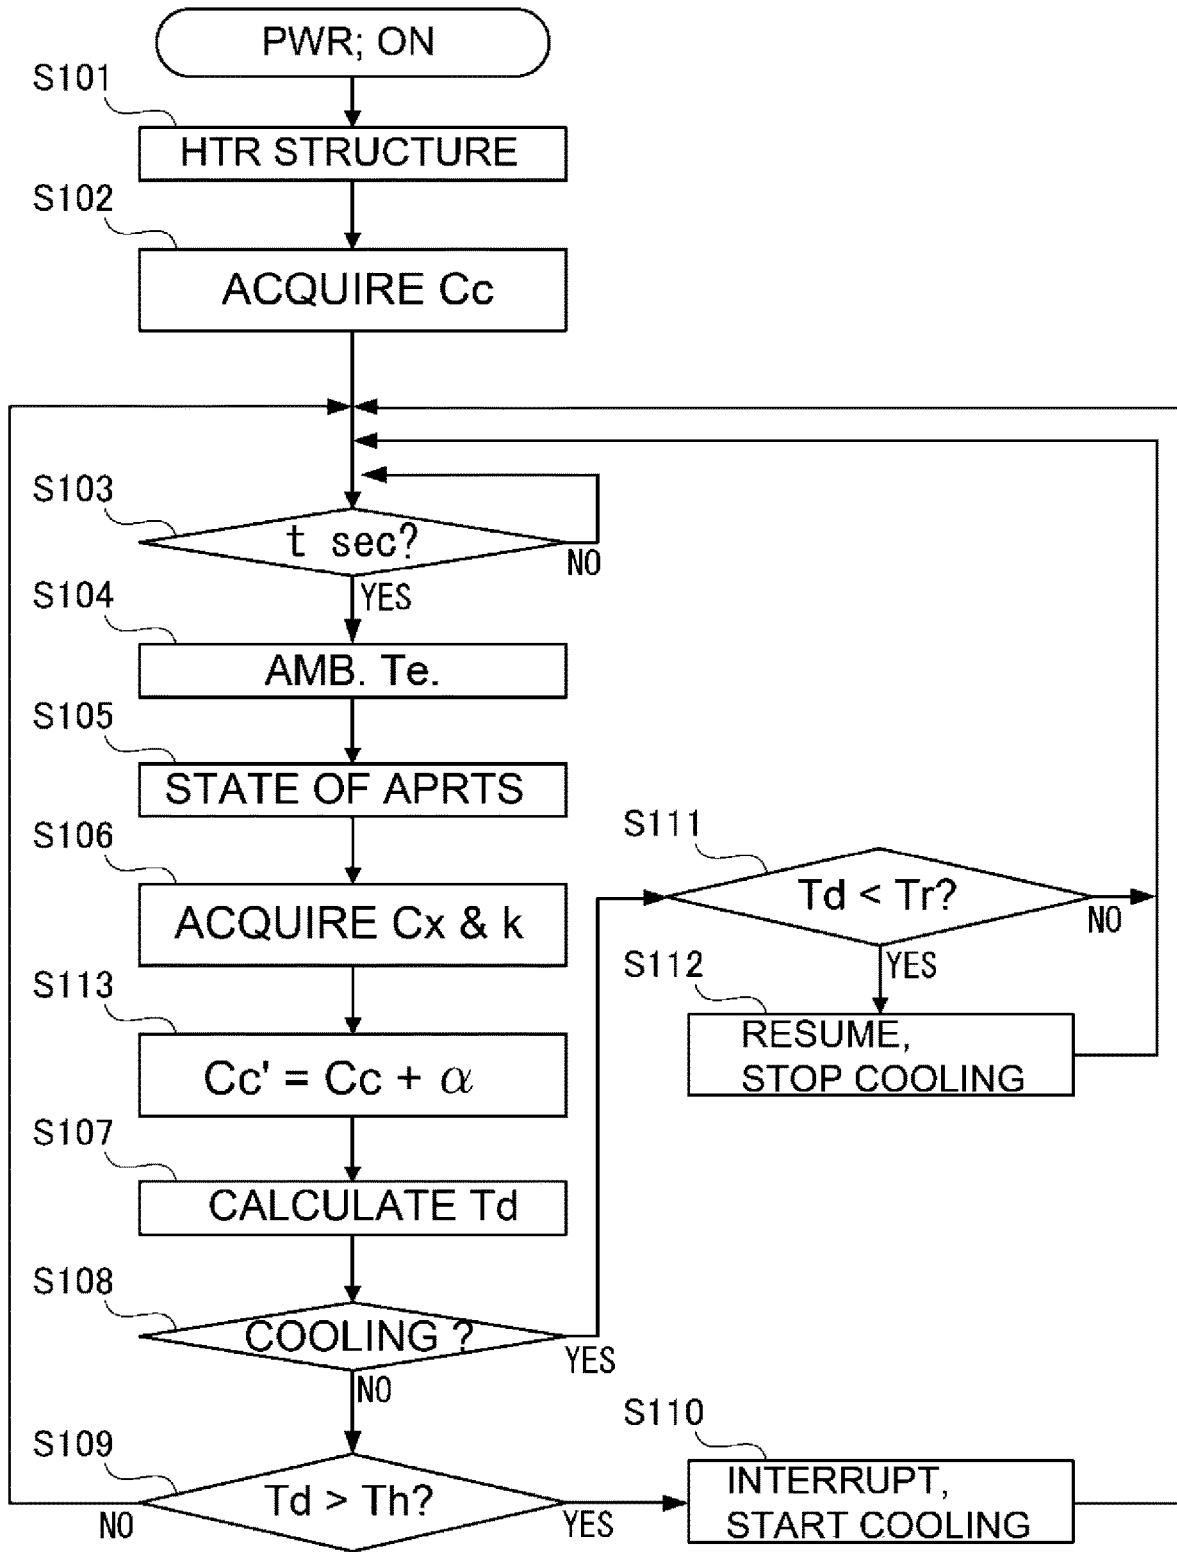 PWR; ON
S101
HTR STRUCTURE
S102
ACQUIRE Cc
S103
t sec?
NO
YES
S104
AMB. Te.
S105
STATE OF APRTS
S106
ACQUIRE Cx & k
S113
Cc' = Cc + α
S107
CALCULATE Td
S108
COOLING ?
YES
NO
S109
Td > Th?
NO
YES
S110
INTERRUPT,
START COOLING
S111
Td < Tr?
NO
YES
S112
RESUME,
STOP COOLING